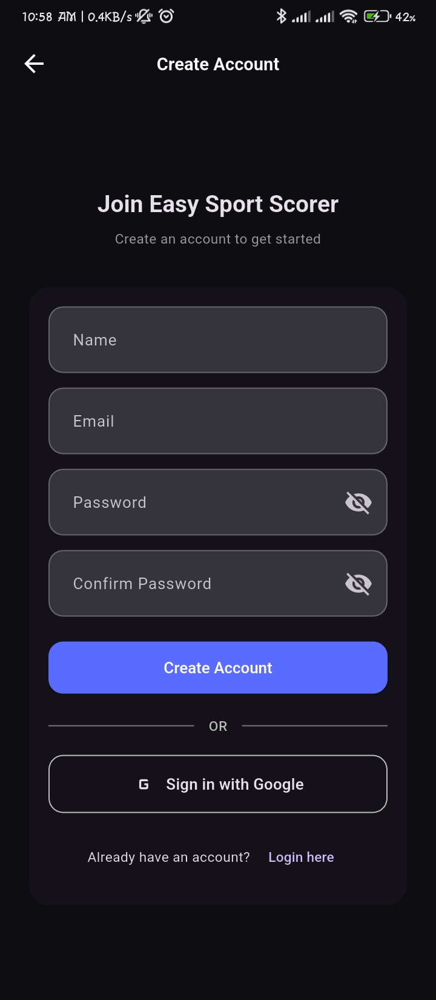 10:58 AM | 0.4KB/s 42%
Create Account
Join Easy Sport Scorer
Create an account to get started
Name
Email
Password
Confirm Password
Create Account
OR
G Sign in with Google
Already have an account? Login here